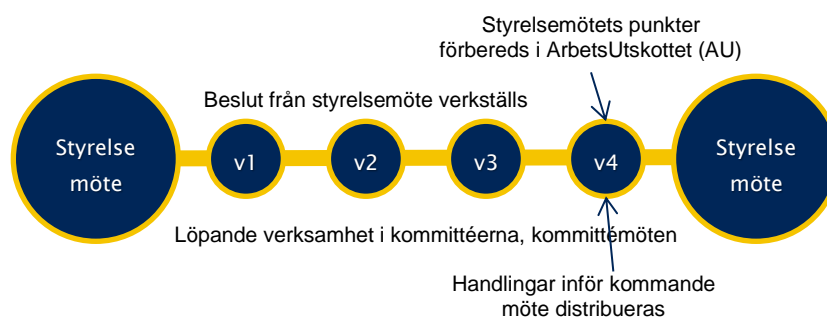 Styrelsemötets punkter
förbereds i ArbetsUtskottet (AU)
Beslut från styrelsemöte verkställs
Styrelse
möte
v1
v2
v3
v4
Styrelse
möte
Löpande verksamhet i kommittéerna, kommittémöten
Handlingar inför kommande
möte distribueras